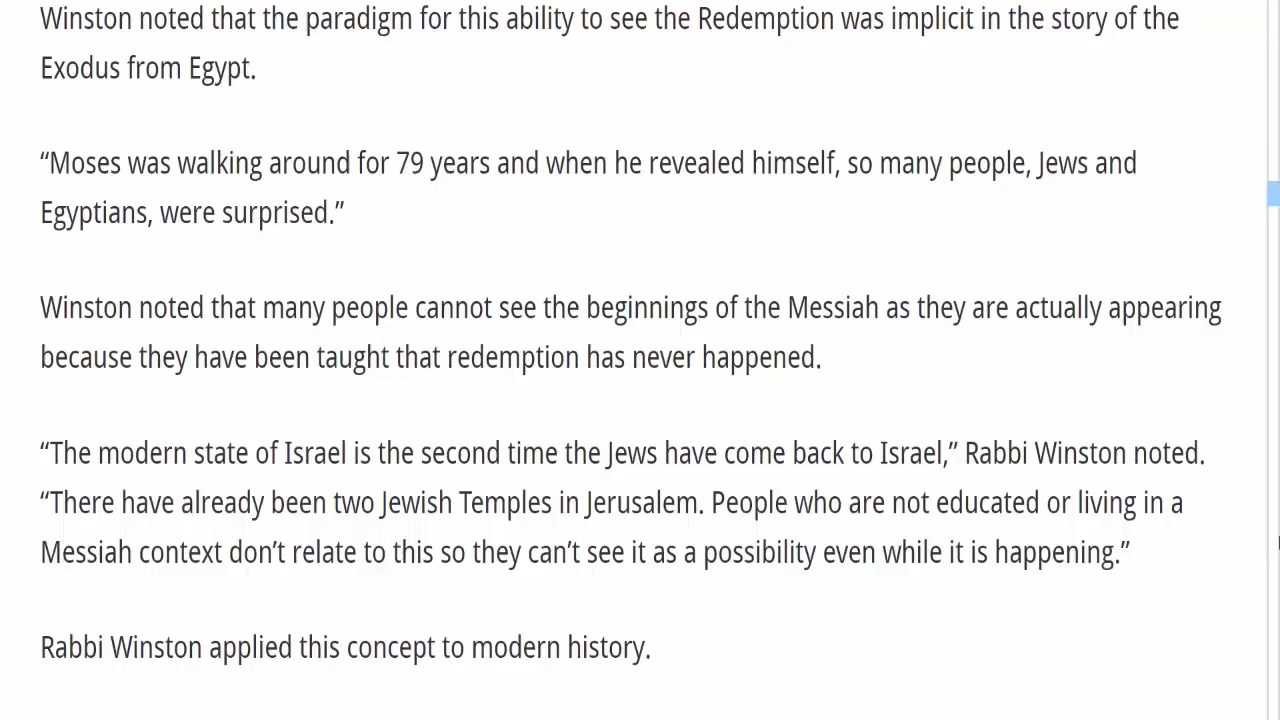 Winston noted that the paradigm for this ability to see the Redemption was implicit in the story of the
Exodus from Egypt.
“Moses was walking around for 79 years and when he revealed himself, so many people, Jews and
Egyptians, were surprised.”
Winston noted that many people cannot see the beginnings of the Messiah as they are actually appearing
because they have been taught that redemption has never happened.
“The modern state of Israel is the second time the Jews have come back to Israel,” Rabbi Winston noted.
“There have already been two Jewish Temples in Jerusalem. People who are not educated or living in a
Messiah context don’t relate to this so they can’t see it as a possibility even while it is happening.”
Rabbi Winston applied this concept to modern history.